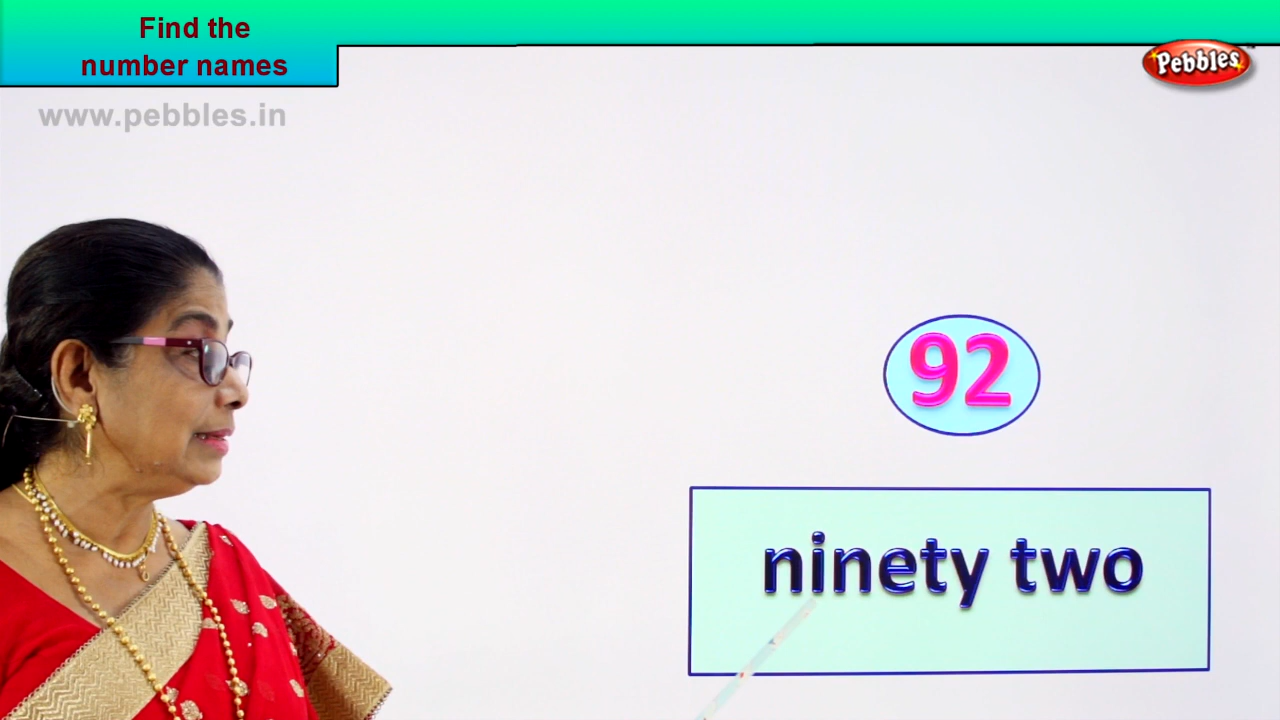 Find the
number names
Pebbles
www.pebbles.in
92
ninety two